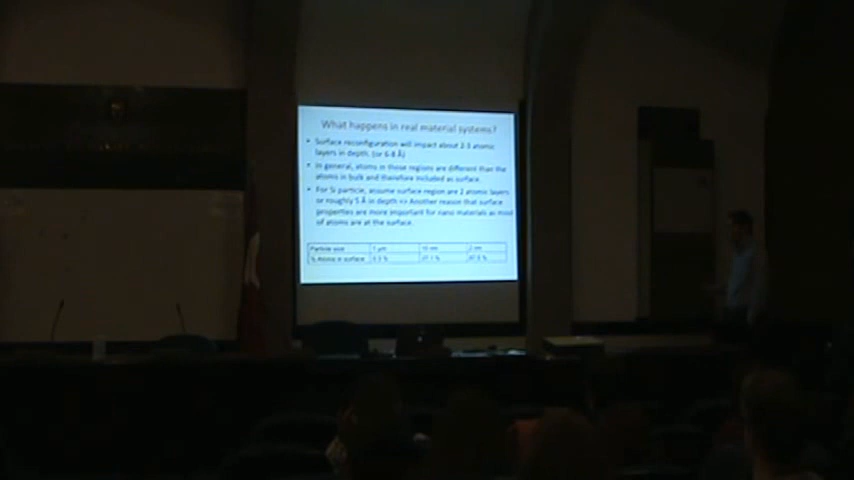 What happens in real material systems?
• Surface reconfiguration will impact about 2-3 atomic
layers in depth. (or 6-8 Å)
• In general, atoms in those regions are different than the
atoms in bulk and therefore included as surface.
• For Si particle, assume surface region are 2 atomic layers
or roughly 5 Å in depth => Another reason that surface
properties are more important for nano materials as most
of atoms are at the surface.
Particle size 1 μm 10 nm 2 nm
% Atoms in surface